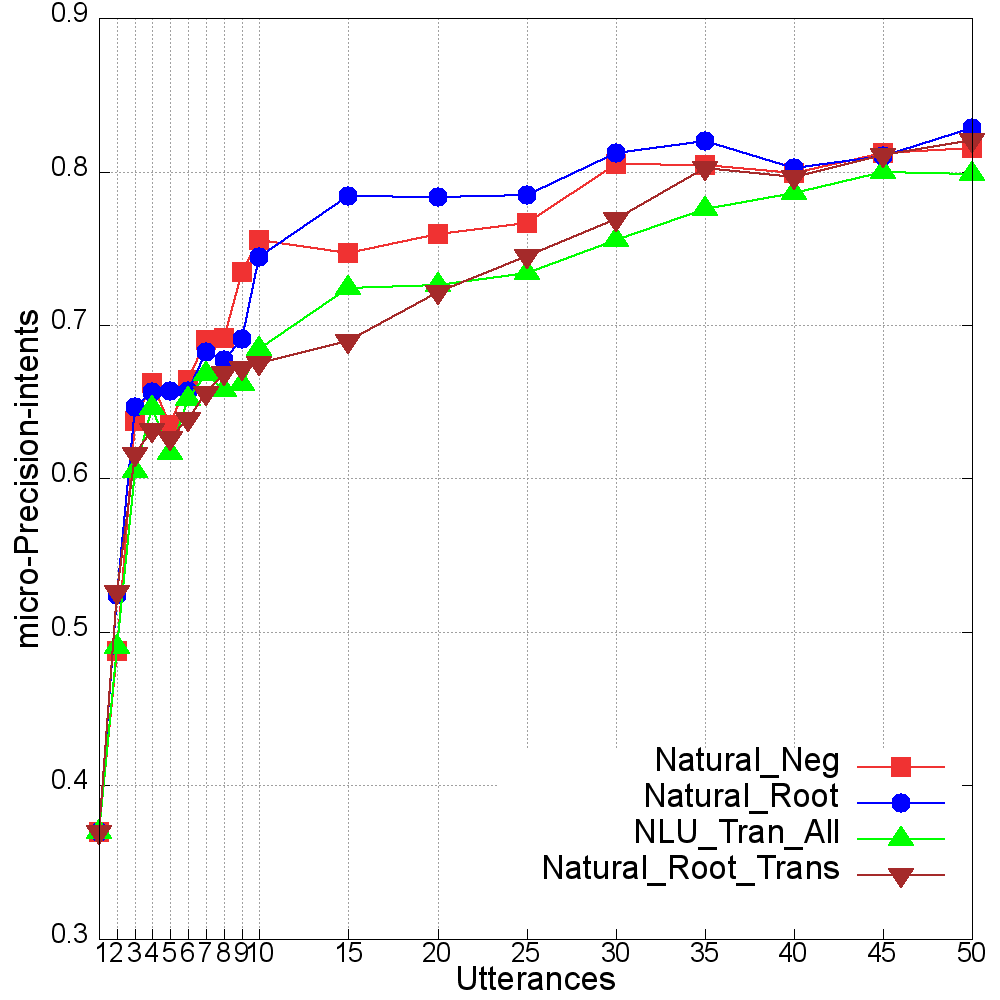 0.9
0.8
0.7
0.6
0.5
0.4
0.3
micro-Precision-intents
Natural_Neg
Natural_Root
NLU_Tran_All
Natural_Root_Trans
1 2 3 4 5 6 7 8 9 10 15 20 25 30 35 40 45 50
Utterances